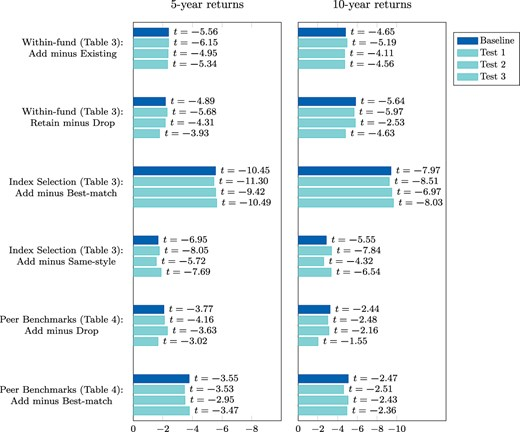 5-year returns
10-year returns
Baseline
Test 1
Test 2
Test 3
Within-fund (Table 3):
Add minus Existing
t = −5.56
t = −6.15
t = −4.95
t = −5.34
t = −4.65
t = −5.19
t = −4.11
t = −4.56
Within-fund (Table 3):
Retain minus Drop
t = −4.89
t = −5.68
t = −4.31
t = −3.93
t = −5.64
t = −5.97
t = −2.53
t = −4.63
Index Selection (Table 3):
Add minus Best-match
t = −10.45
t = −11.30
t = −9.42
t = −10.49
t = −7.97
t = −8.51
t = −6.97
t = −8.03
Index Selection (Table 3):
Add minus Same-style
t = −6.95
t = −8.05
t = −5.72
t = −7.69
t = −5.55
t = −7.84
t = −4.32
t = −6.54
Peer Benchmarks (Table 4):
Add minus Drop
t = −3.77
t = −4.16
t = −3.63
t = −3.02
t = −2.44
t = −2.48
t = −2.16
t = −1.55
Peer Benchmarks (Table 4):
Add minus Best-match
t = −3.55
t = −3.53
t = −2.95
t = −3.47
t = −2.47
t = −2.51
t = −2.43
t = −2.36
0 −2 −4 −6 −8
0 −2 −4 −6 −8 −10